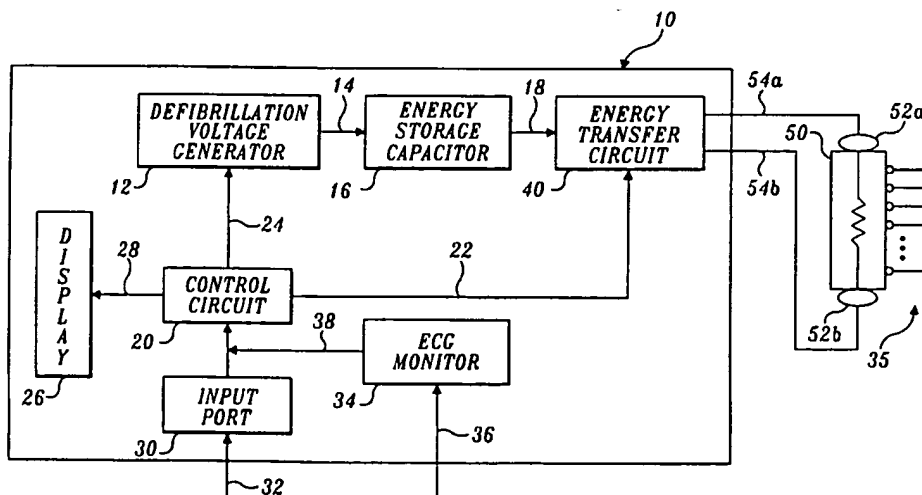 10
14
18
54a
DEFIBRILLATION
VOLTAGE
GENERATOR
ENERGY
STORAGE
CAPACITOR
ENERGY
TRANSFER
CIRCUIT
52a
50
12
16
40
54b
24
DISPLAY
28
22
CONTROL
CIRCUIT
20
38
ECG
MONITOR
52b
35
26
INPUT
PORT
34
30
36
32